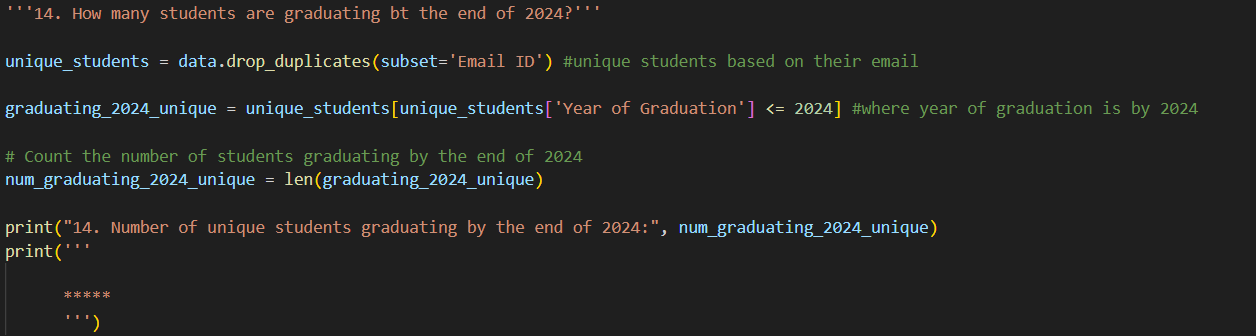 '''14. How many students are graduating bt the end of 2024?'''
unique_students = data.drop_duplicates(subset='Email ID') #unique students based on their email
graduating_2024_unique = unique_students[unique_students['Year of Graduation'] <= 2024] #where year of graduation is by 2024
# Count the number of students graduating by the end of 2024
num_graduating_2024_unique = len(graduating_2024_unique)
print("14. Number of unique students graduating by the end of 2024:", num_graduating_2024_unique)
print('''
*****
''')